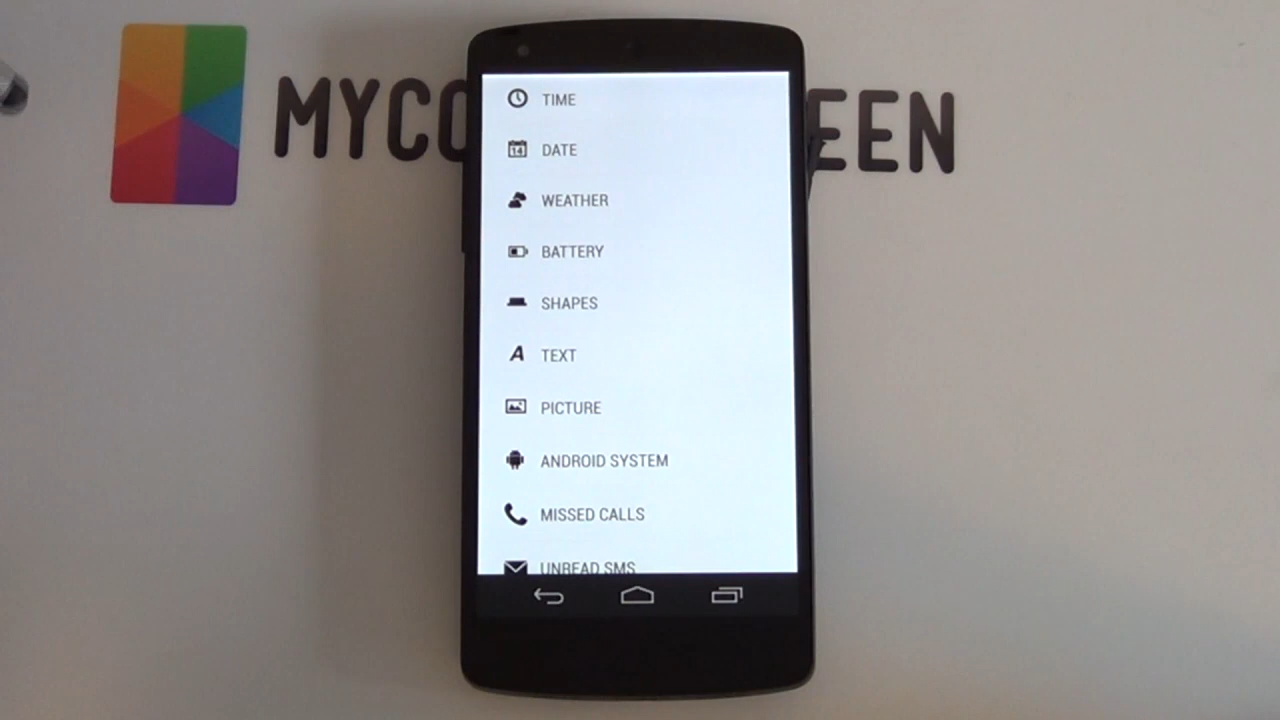 MYCO EEN
TIME
14
DATE
WEATHER
BATTERY
SHAPES
A
TEXT
PICTURE
ANDROID SYSTEM
MISSED CALLS
UNREAD SMS